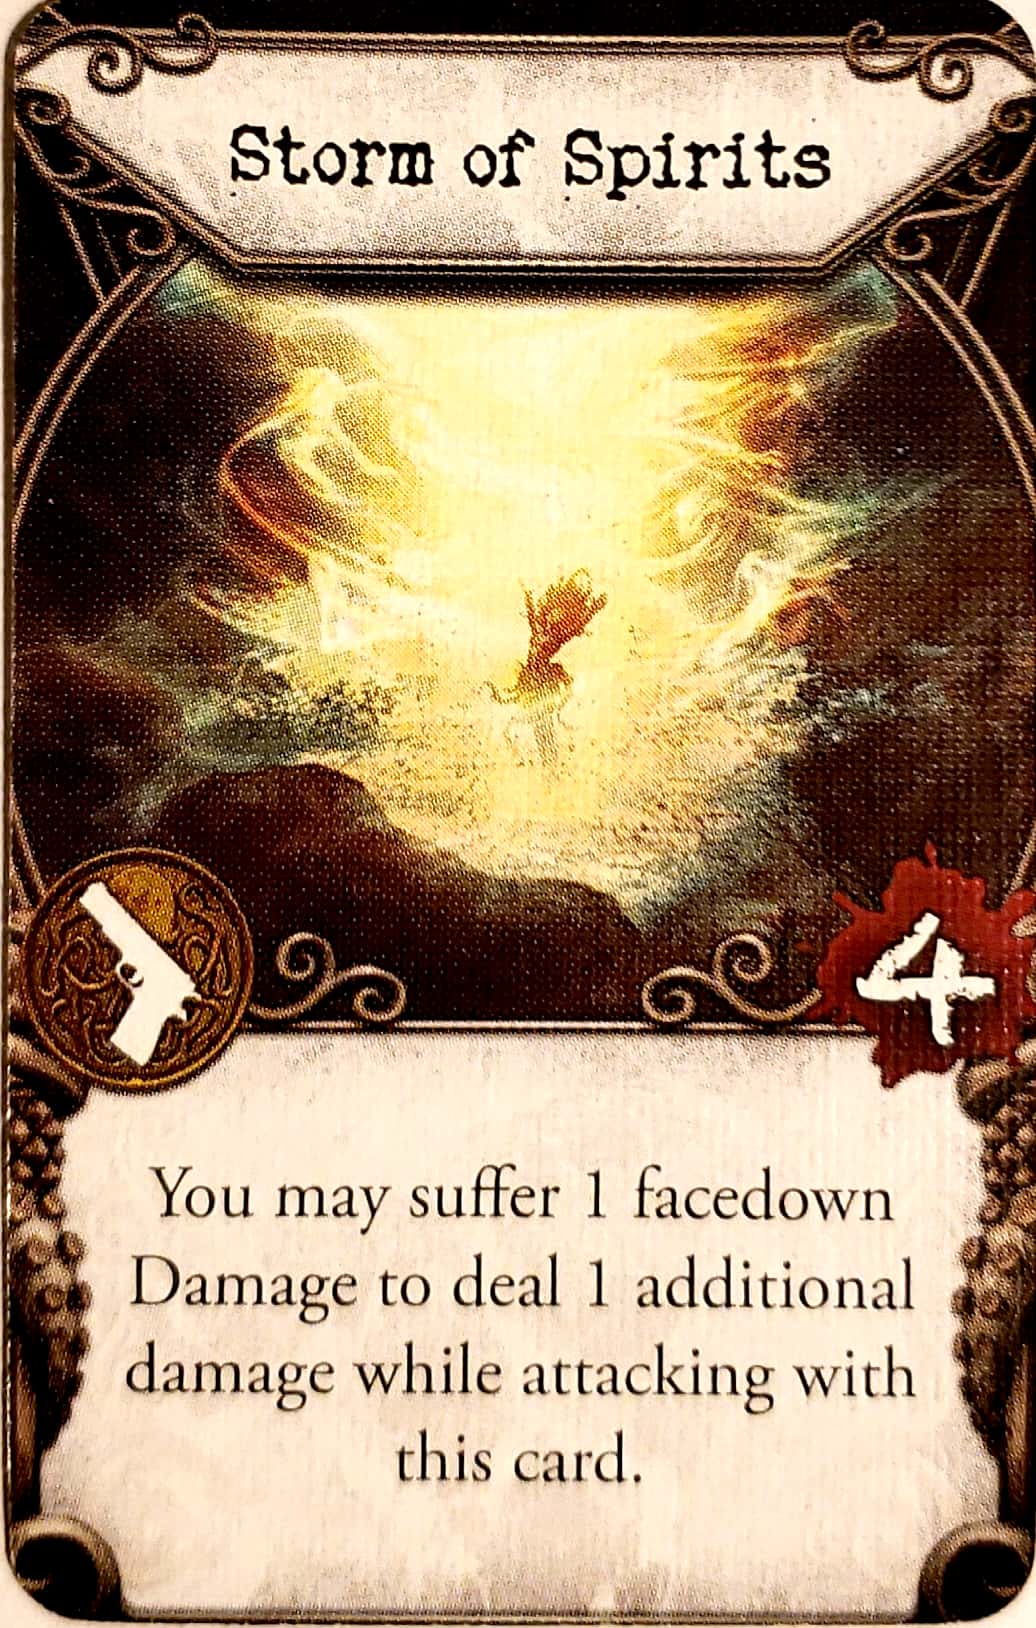 Storm of Spirits
4
You may suffer 1 facedown
Damage to deal 1 additional
damage while attacking with
this card.